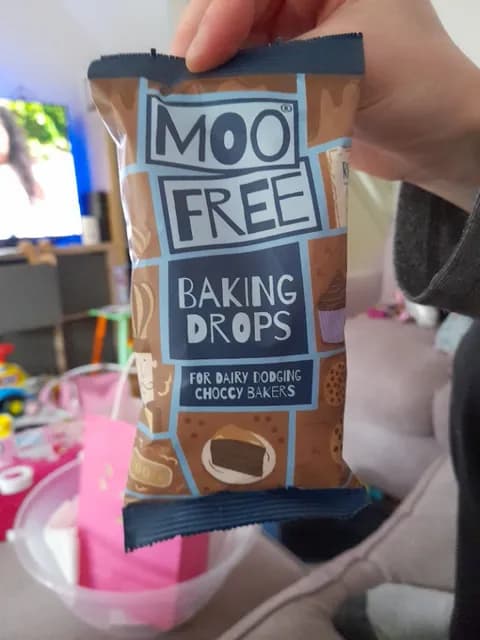 MOO®
FREE
BAKING
DROPS
FOR DAIRY DODGING
CHOCCY BAKERS